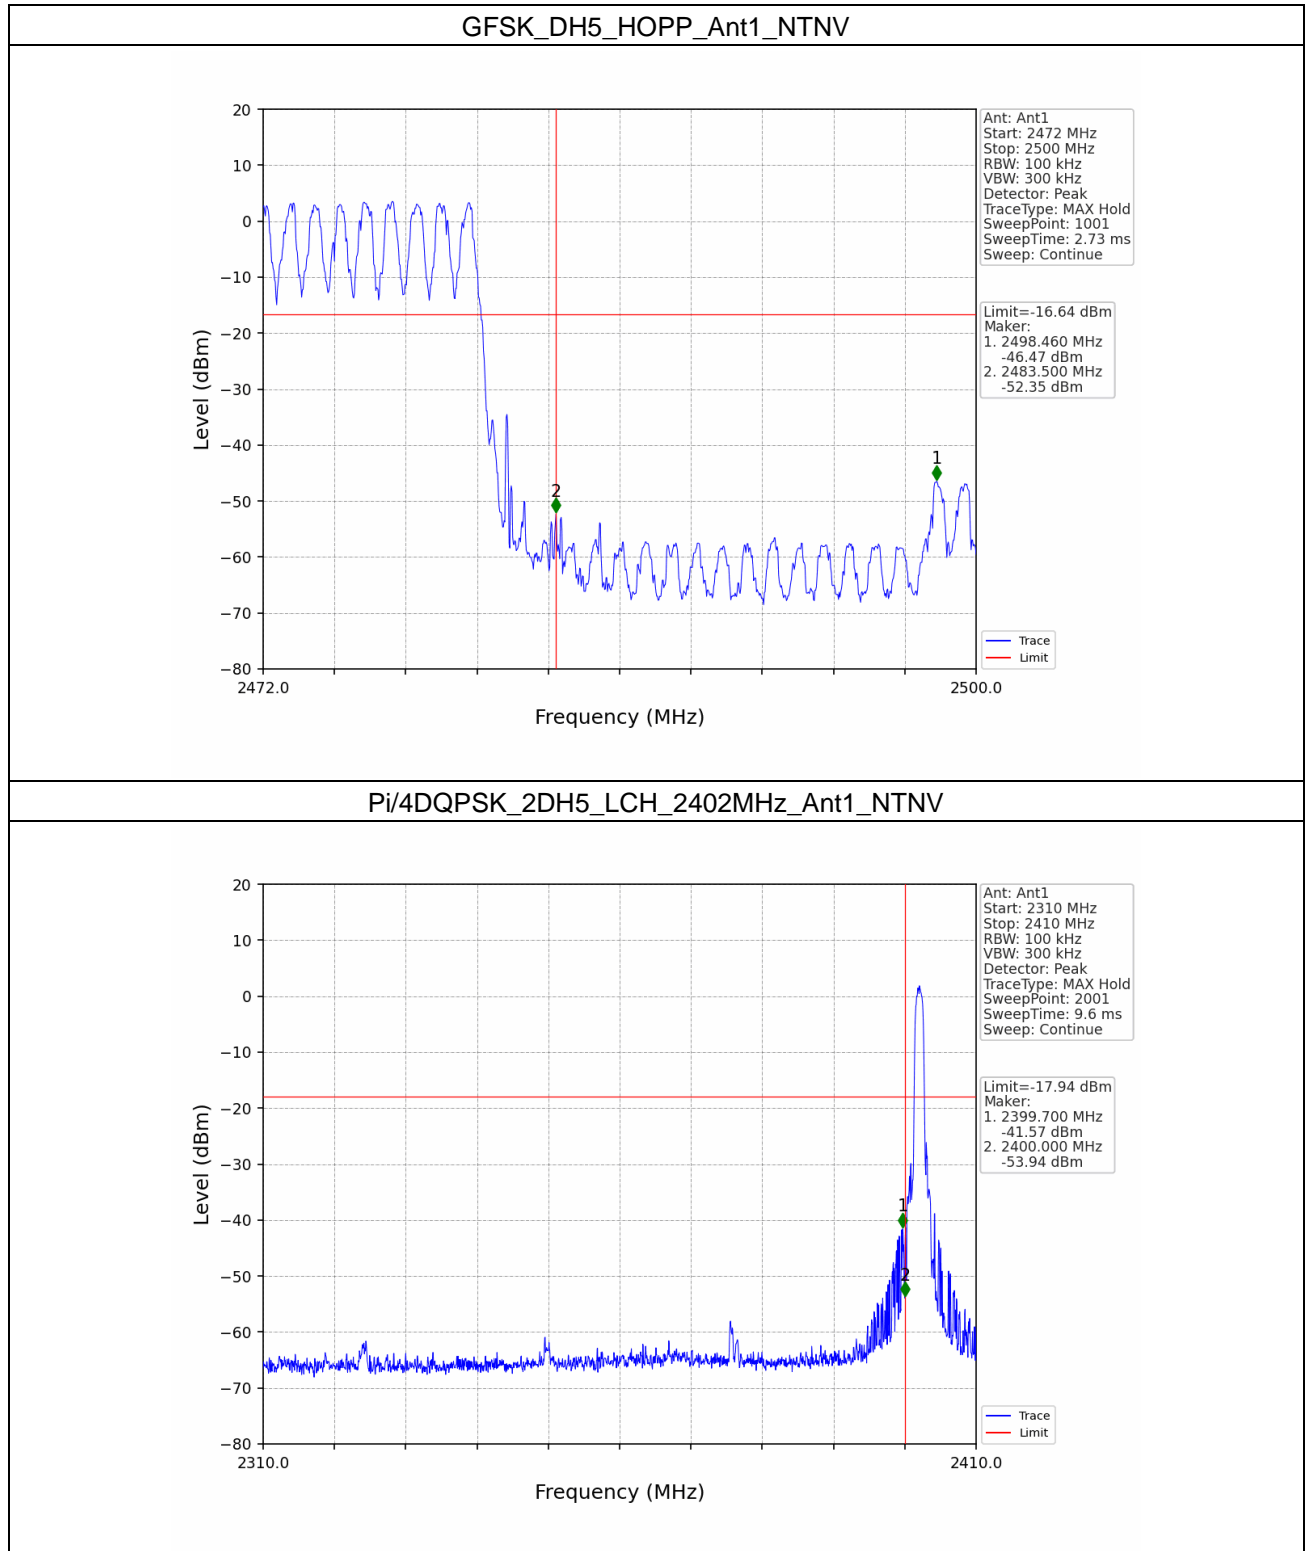 GFSK_DH5_HOPP_Ant1_NTNV
20
10
0
−10
−20
−30
−40
−50
−60
−70
−80
Level (dBm)
2472.0
2500.0
Frequency (MHz)
1
2
Ant: Ant1
Start: 2472 MHz
Stop: 2500 MHz
RBW: 100 kHz
VBW: 300 kHz
Detector: Peak
TraceType: MAX Hold
SweepPoint: 1001
SweepTime: 2.73 ms
Sweep: Continue
Limit=-16.64 dBm
Maker:
1. 2498.460 MHz
-46.47 dBm
2. 2483.500 MHz
-52.35 dBm
Trace
Limit
Pi/4DQPSK_2DH5_LCH_2402MHz_Ant1_NTNV
20
10
0
−10
−20
−30
−40
−50
−60
−70
−80
Level (dBm)
2310.0
2410.0
Frequency (MHz)
1
2
Ant: Ant1
Start: 2310 MHz
Stop: 2410 MHz
RBW: 100 kHz
VBW: 300 kHz
Detector: Peak
TraceType: MAX Hold
SweepPoint: 2001
SweepTime: 9.6 ms
Sweep: Continue
Limit=-17.94 dBm
Maker:
1. 2399.700 MHz
-41.57 dBm
2. 2400.000 MHz
-53.94 dBm
Trace
Limit